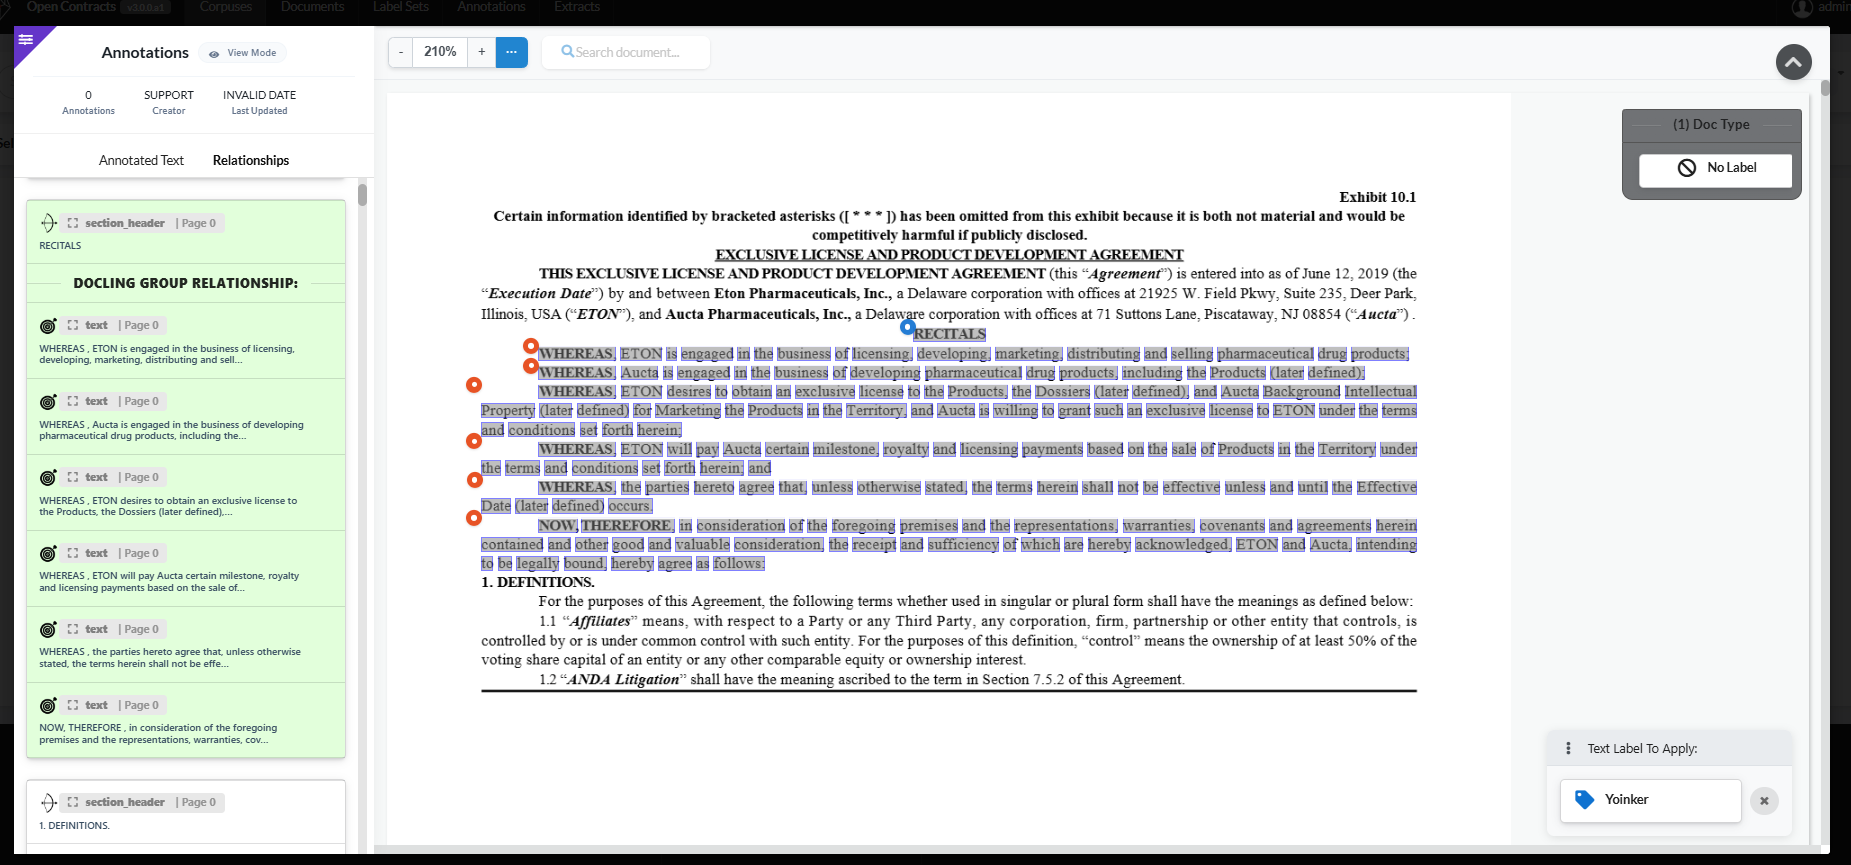 Open Contracts v3.0.0.α1 Corpuses Documents Label Sets Annotations Extracts admin
Annotations View Mode
0 SUPPORT INVALID DATE
Annotations Creator Last Updated
Annotated Text Relationships
section_header | Page 0
RECITALS
DOCLING GROUP RELATIONSHIP:
text | Page 0
WHEREAS , ETON is engaged in the business of licensing,
developing, marketing, distributing and sell...
text | Page 0
WHEREAS , Aucta is engaged in the business of developing
pharmaceutical drug products, including the...
text | Page 0
WHEREAS , ETON desires to obtain an exclusive license to
the Products, the Dossiers (later defined),...
text | Page 0
WHEREAS , ETON will pay Aucta certain milestone, royalty
and licensing payments based on the sale of...
text | Page 0
WHEREAS , the parties hereto agree that, unless otherwise
stated, the terms herein shall not be effe...
text | Page 0
NOW, THEREFORE , in consideration of the foregoing
premises and the representations, warranties, cov...
section_header | Page 0
1. DEFINITIONS.
- 210% + ... Search document...
Exhibit 10.1
Certain information identified by bracketed asterisks ([ * * * ]) has been omitted from this exhibit because it is both not material and would be
competitively harmful if publicly disclosed.
EXCLUSIVE LICENSE AND PRODUCT DEVELOPMENT AGREEMENT
THIS EXCLUSIVE LICENSE AND PRODUCT DEVELOPMENT AGREEMENT (this “Agreement”) is entered into as of June 12, 2019 (the
“Execution Date”) by and between Eton Pharmaceuticals, Inc., a Delaware corporation with offices at 21925 W. Field Pkwy, Suite 235, Deer Park,
Illinois, USA (“ETON”), and Aucta Pharmaceuticals, Inc., a Delaware corporation with offices at 71 Suttons Lane, Piscataway, NJ 08854 (“Aucta”) .
RECITALS
WHEREAS, ETON is engaged in the business of licensing, developing, marketing, distributing and selling pharmaceutical drug products;
WHEREAS, Aucta is engaged in the business of developing pharmaceutical drug products, including the Products (later defined);
WHEREAS, ETON desires to obtain an exclusive license to the Products, the Dossiers (later defined), and Aucta Background Intellectual
Property (later defined) for Marketing the Products in the Territory, and Aucta is willing to grant such an exclusive license to ETON under the terms
and conditions set forth herein;
WHEREAS, ETON will pay Aucta certain milestone, royalty and licensing payments based on the sale of Products in the Territory under
the terms and conditions set forth herein; and
WHEREAS, the parties hereto agree that, unless otherwise stated, the terms herein shall not be effective unless and until the Effective
Date (later defined) occurs.
NOW, THEREFORE, in consideration of the foregoing premises and the representations, warranties, covenants and agreements herein
contained and other good and valuable consideration, the receipt and sufficiency of which are hereby acknowledged, ETON and Aucta, intending
to be legally bound, hereby agree as follows:
1. DEFINITIONS.
For the purposes of this Agreement, the following terms whether used in singular or plural form shall have the meanings as defined below:
1.1 “Affiliates” means, with respect to a Party or any Third Party, any corporation, firm, partnership or other entity that controls, is
controlled by or is under common control with such entity. For the purposes of this definition, “control” means the ownership of at least 50% of the
voting share capital of an entity or any other comparable equity or ownership interest.
1.2 “ANDA Litigation” shall have the meaning ascribed to the term in Section 7.5.2 of this Agreement.
(1) Doc Type
No Label
Text Label To Apply:
Yoinker